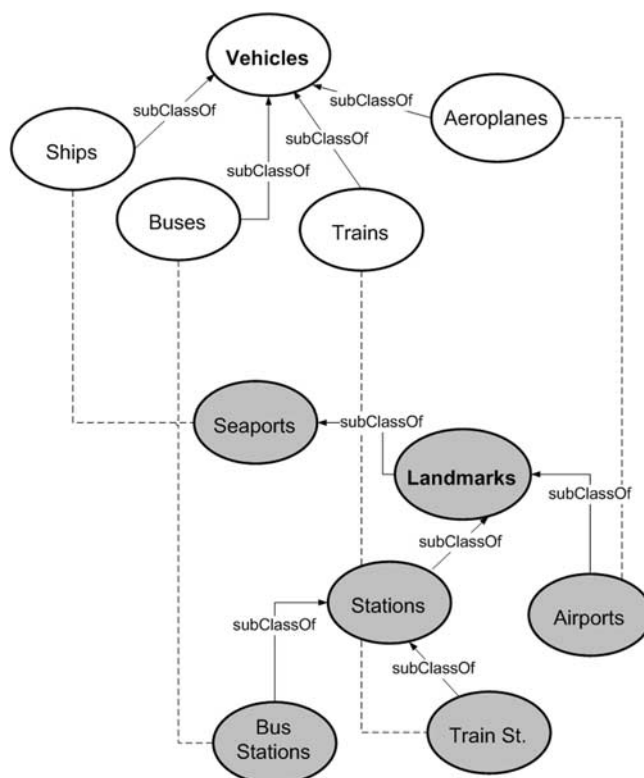 Vehicles
subClassOf
subClassOf
Aeroplanes
Ships
subClassOf
subClassOf
Buses
Trains
Seaports
subClassOf
Landmarks
subClassOf
subClassOf
Stations
Airports
subClassOf
subClassOf
Bus
Stations
Train St.